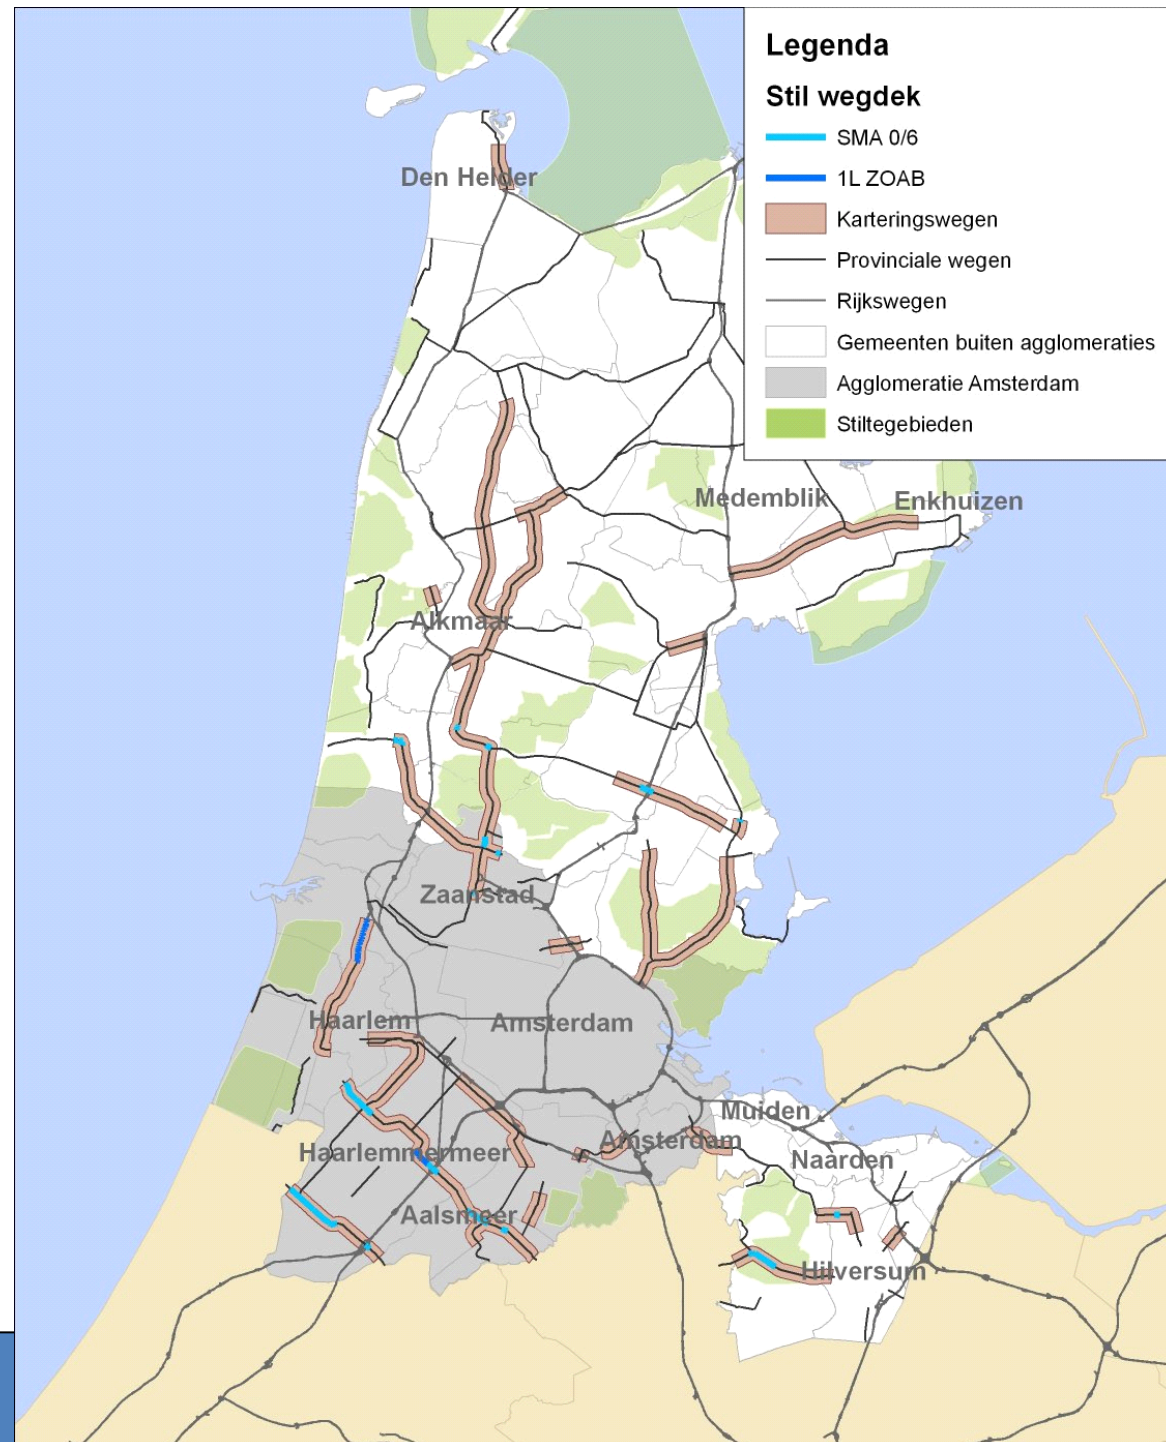 Legenda
Stil wegdek
SMA 0/6
1L ZOAB
Karteringswegen
Provinciale wegen
Rijkswegen
Gemeenten buiten agglomeraties
Agglomeratie Amsterdam
Stiltegebieden
Den Helder
Medemblik
Enkhuizen
Alkmaar
Zaanstad
Haarlem
Amsterdam
Muiden
Amsterdam
Haarlemmermeer
Naarden
Aalsmeer
Hilversum